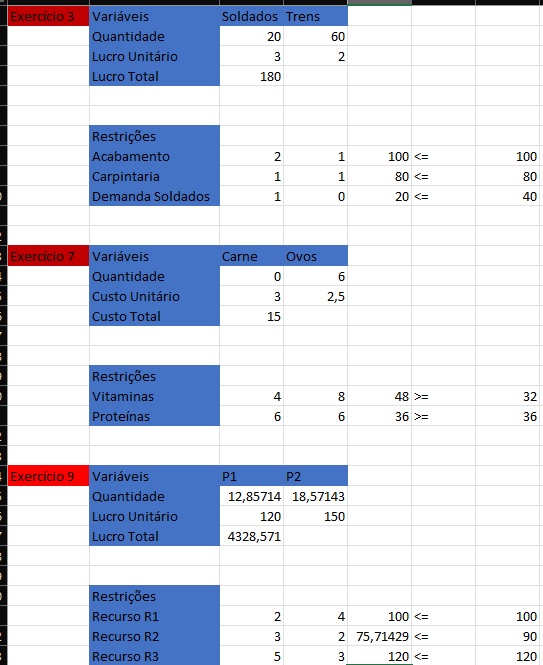 Exercício 3 Variáveis Soldados Trens
Quantidade 20 60
Lucro Unitário 3 2
Lucro Total 180
Restrições
Acabamento 2 1 100 <= 100
Carpintaria 1 1 80 <= 80
Demanda Soldados 1 0 20 <= 40
Exercício 7 Variáveis Carne Ovos
Quantidade 0 6
Custo Unitário 3 2,5
Custo Total 15
Restrições
Vitaminas 4 8 48 >= 32
Proteínas 6 6 36 >= 36
Exercício 9 Variáveis P1 P2
Quantidade 12,85714 18,57143
Lucro Unitário 120 150
Lucro Total 4328,571
Restrições
Recurso R1 2 4 100 <= 100
Recurso R2 3 2 75,71429 <= 90
Recurso R3 5 3 120 <= 120